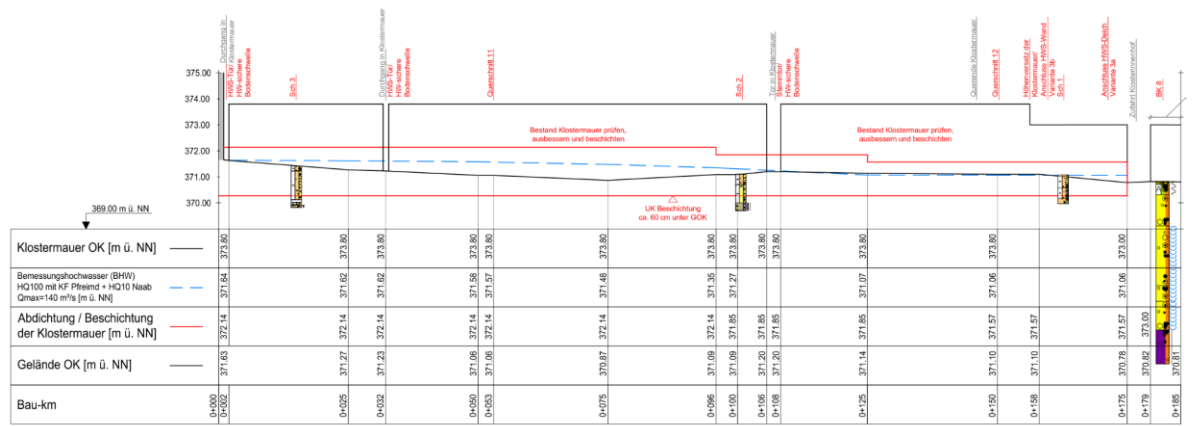 Durchgang in
Klostermauer
HWS-Tür/
HW-sichere
Bodenschwelle
Sch 3
Durchgang in Klostermauer
HWS-Tür/
HW-sichere
Bodenschwelle
Querschnitt 11
Sch 2
Tor in Klostermauer
Stemmtor/
HW-sichere
Bodenschwelle
Querende Klostermauer
Querschnitt 12
Höhenversatz der
Klostermauer/
Anschluss HWS-Wand
Variante 3b
Sch 1
Anschluss HWS-Deich
Variante 3a
Zufahrt Klosterinnenhof
BK 8
375.00
374.00
373.00
372.00
371.00
370.00
369.00 m ü. NN
Bestand Klostermauer prüfen,
ausbessern und beschichten
Bestand Klostermauer prüfen,
ausbessern und beschichten
UK Beschichtung
ca. 60 cm unter GOK
Klostermauer OK [m ü. NN]
373.80 373.80 373.80 373.80 373.80 373.80 373.80 373.80 373.80 373.80 373.80 373.80 373.00
Bemessungshochwasser (BHW)
HQ100 mit KF Pfreimd + HQ10 Naab
Qmax=140 m³/s [m ü. NN]
371.64 371.62 371.62 371.58 371.57 371.48 371.35 371.27 371.07 371.06 371.06
Abdichtung / Beschichtung
der Klostermauer [m ü. NN]
372.14 372.14 372.14 372.14 372.14 372.14 372.14 371.85 371.85 371.85 371.85 371.57 371.57 371.57 373.00
Gelände OK [m ü. NN]
371.63 371.27 371.23 371.06 371.06 370.87 371.09 371.09 371.20 371.20 371.14 371.10 371.10 370.78 370.82 370.81
Bau-km
0+000 0+002 0+025 0+032 0+050 0+053 0+075 0+096 0+100 0+106 0+108 0+125 0+150 0+158 0+175 0+179 0+185